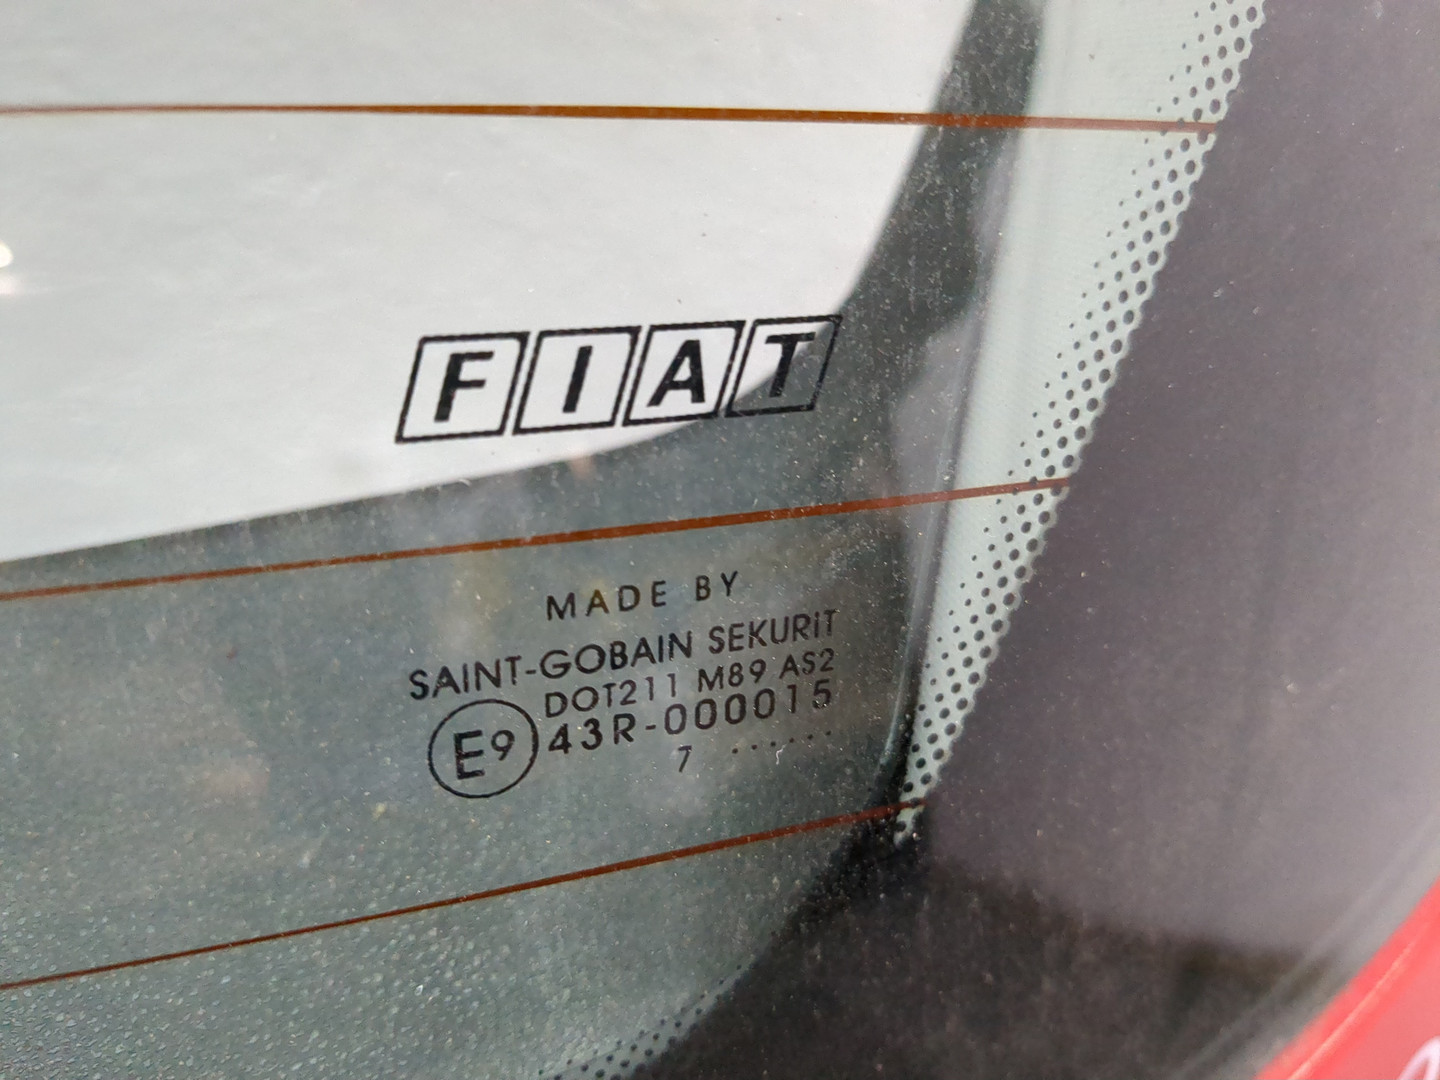 FIAT
MADE BY
SAINT-GOBAIN SEKURIT
DOT211 M89 AS2
E9 43R-000015
7 ......